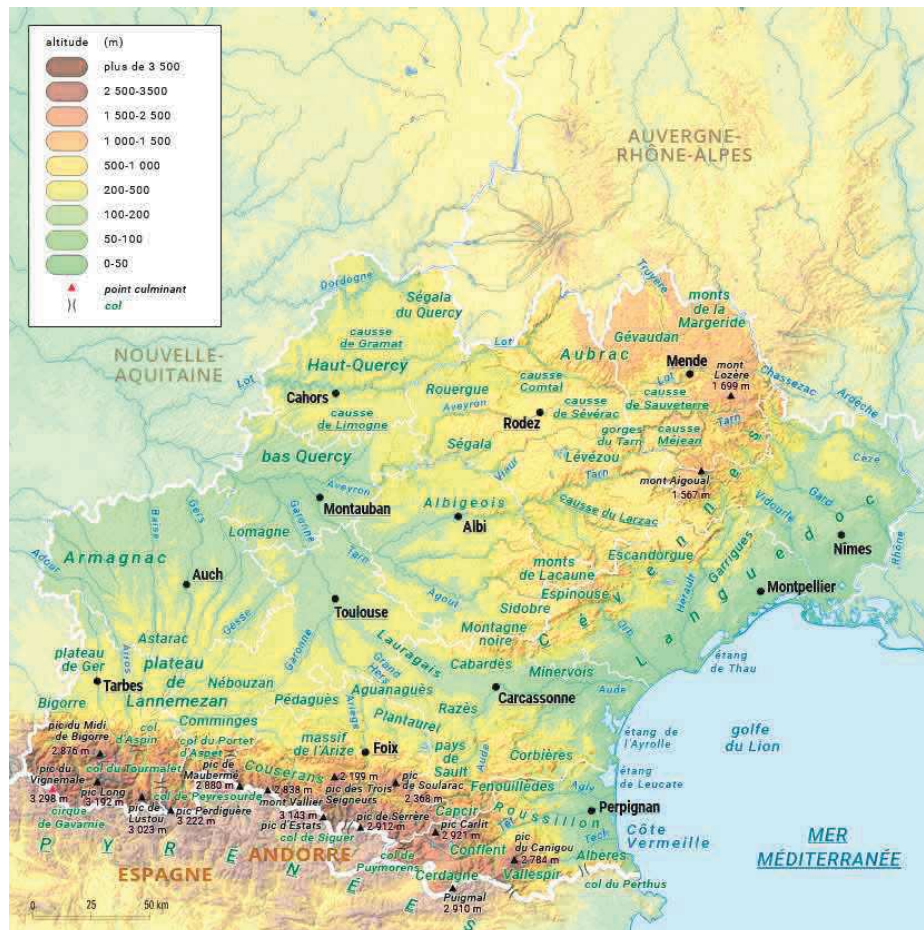 altitude (m)
plus de 3 500
2 500-3500
1 500-2 500
1 000-1 500
500-1 000
200-500
100-200
50-100
0-50
point culminant
col
AUVERGNE-
RHÔNE-ALPES
NOUVELLE-
AQUITAINE
Dordogne
Ségala
du Quercy
Truyère
monts
de la
Margeride
causse
de Gramat
Lot
Gévaudan
Aubrac
Haut-Quercy
Mende
mont
Lozère
1 699 m
Chassezac
Ardèche
Lot
Cahors
Rouergue
causse
Comtal
Lot
causse
de Sauveterre
Aveyron
Rodez
causse
de Sévérac
causse
de Limogne
gorges
du Tarn
causse
Méjean
Tarn
Ségala
Lévézou
Tarn
Viaur
bas Quercy
mont Aigoual
1 567 m
Cèze
Aveyron
Montauban
Albigeois
Albi
causse du Larzac
Vidourle
Gard
Baïse
Gers
Garonne
Lomagne
Nîmes
Armagnac
Tarn
Escandorgue
Garrigues
Adour
Auch
monts
de Lacaune
Espinouse
Hérault
Montpellier
Rhône
Cévennes
Languedoc
Toulouse
Agout
Sidobre
Orb
Gesse
Montagne
noire
Astarac
Lauragais
étang
de Thau
plateau
de Ger
Arros
plateau
de
Lannemezan
Garonne
Grand
Hers
Cabardès
Minervois
Tarbes
Nébouzan
Aguanaguès
Carcassonne
Aude
Bigorre
Pédaguès
Ariège
Razès
Comminges
Plantaurel
étang de
l'Ayrolle
golfe
du Lion
pic du Midi
de Bigorre
2 876 m
col
d'Aspin
col du Portet
d'Aspet
massif
de l'Arize
Foix
pays
de
Sault
Aude
Corbières
pic de
Mauberme
2 880 m
Couserans
2 199 m
pic des Trois
Seigneurs
pic
de Soularac
2 368 m
étang
de Leucate
pic du
Vignemale
3 298 m
col du Tourmalet
pic Long
3 192 m
col de Peyresourde
2 838 m
mont Vallier
Fenouillèdes
Agly
cirque
de Gavarnie
pic de
Lustou
3 023 m
pic Perdiguère
3 222 m
3 143 m
pic d'Estats
pic de Serrère
2 912 m
Capcir
pic Carlit
2 921 m
Roussillon
Têt
Perpignan
col de Siguer
Conflent
pic
du Canigou
2 784 m
Tech
Côte
Vermeille
MER
MÉDITERRANÉE
ANDORRE
col de
Puymorens
Albères
PYRÉNÉES
ESPAGNE
Cerdagne
Vallespir
col du Perthus
Puigmal
2 910 m
0 25 50 km